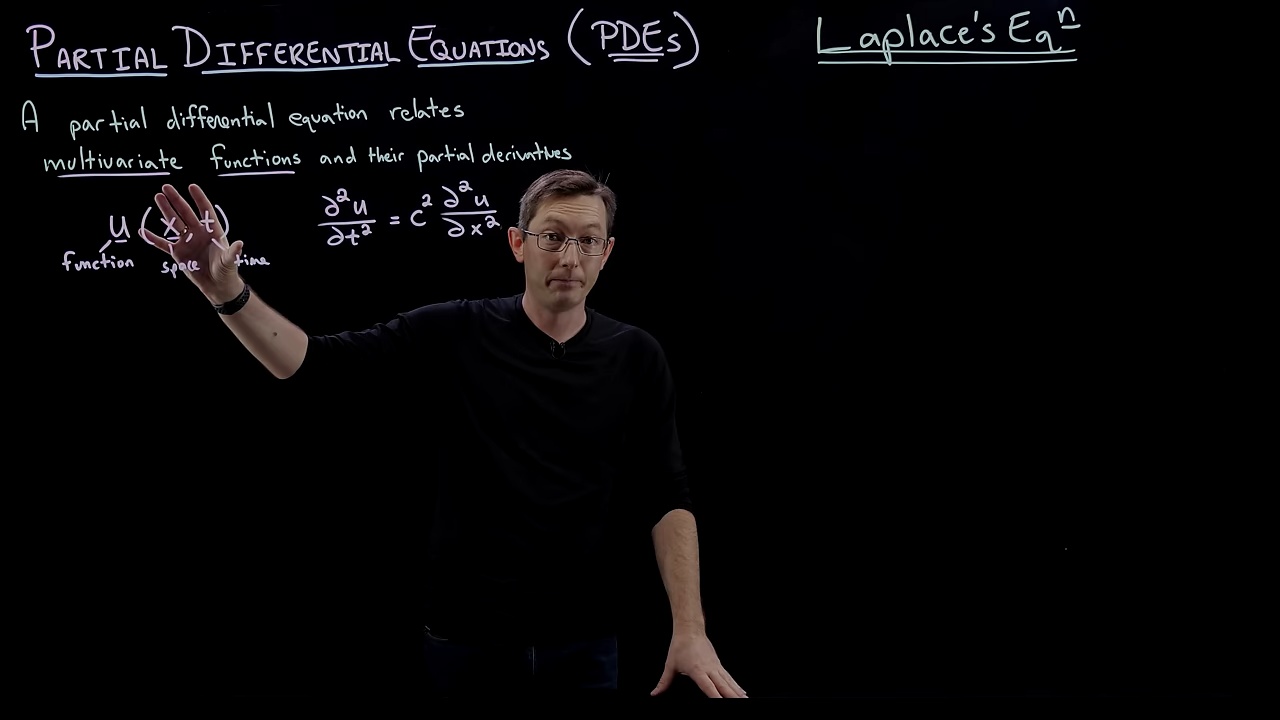 PARTIAL DIFFERENTIAL EQUATIONS (PDEs)
Laplace's Eqⁿ
A partial differential equation relates
multivariate functions and their partial derivatives
u(x, t)
function space time
∂²u/∂t² = c² ∂²u/∂x²